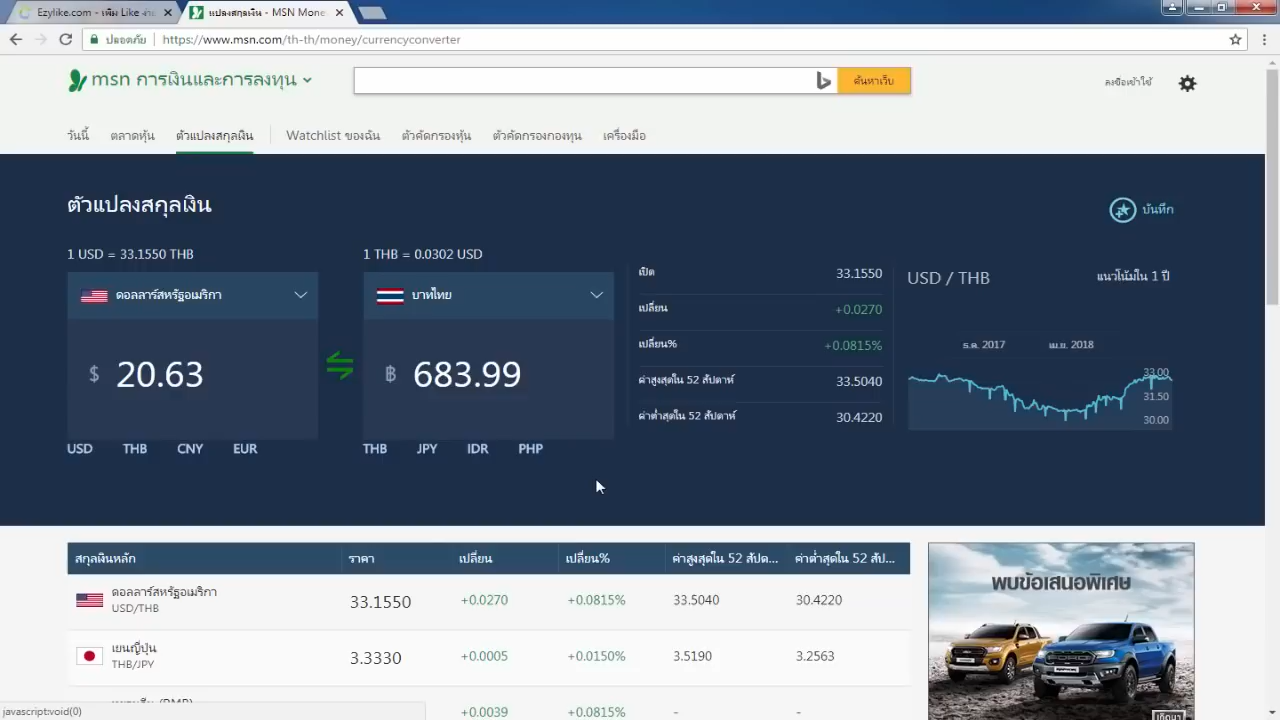 Ezylike.com - เพิ่ม Like
แปลงสกุลเงิน - MSN Mone
ปลอดภัย
https://www.msn.com/th-th/money/currencyconverter
msn การเงินและการลงทุน
ค้นหาเว็บ
ลงชื่อเข้าใช้
วันนี้ ตลาดหุ้น ตัวแปลงสกุลเงิน Watchlist ของฉัน ตัวคัดกรองหุ้น ตัวคัดกรองกองทุน เครื่องมือ
ตัวแปลงสกุลเงิน
บันทึก
1 USD = 33.1550 THB
1 THB = 0.0302 USD
ดอลลาร์สหรัฐอเมริกา
บาทไทย
$ 20.63
฿ 683.99
USD THB CNY EUR
THB JPY IDR PHP
เปิด 33.1550
เปลี่ยน +0.0270
เปลี่ยน% +0.0815%
ค่าสูงสุดใน 52 สัปดาห์ 33.5040
ค่าต่ำสุดใน 52 สัปดาห์ 30.4220
USD / THB
แนวโน้มใน 1 ปี
ธ.ค. 2017 เม.ย. 2018
33.00
31.50
30.00
สกุลเงินหลัก ราคา เปลี่ยน เปลี่ยน% ค่าสูงสุดใน 52 สัปด... ค่าต่ำสุดใน 52 สัป...
ดอลลาร์สหรัฐอเมริกา
USD/THB
33.1550 +0.0270 +0.0815% 33.5040 30.4220
เยนญี่ปุ่น
THB/JPY
3.3330 +0.0005 +0.0150% 3.5190 3.2563
+0.0039 +0.0815% - -
พบข้อเสนอพิเศษ
javascript:void(0)